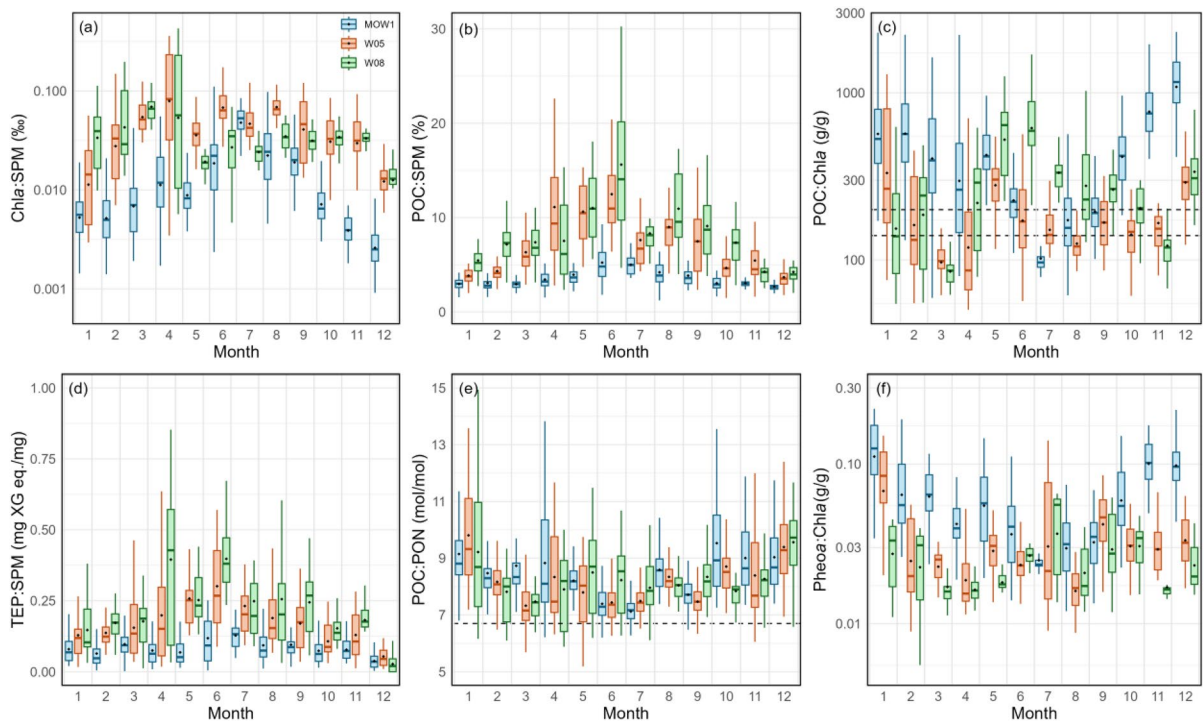 (a)
MOW1
W05
W08
Chla:SPM (‰)
0.100
0.010
0.001
1 2 3 4 5 6 7 8 9 10 11 12
Month
(b)
POC:SPM (‰)
30
20
10
0
1 2 3 4 5 6 7 8 9 10 11 12
Month
(c)
POC:Chla (g/g)
3000
1000
300
100
1 2 3 4 5 6 7 8 9 10 11 12
Month
(d)
TEP:SPM (mg XG eq./mg)
1.00
0.75
0.50
0.25
0.00
1 2 3 4 5 6 7 8 9 10 11 12
Month
(e)
POC:PON (mol/mol)
15
13
11
9
7
5
1 2 3 4 5 6 7 8 9 10 11 12
Month
(f)
Pheoa:Chla(g/g)
0.30
0.10
0.03
0.01
1 2 3 4 5 6 7 8 9 10 11 12
Month